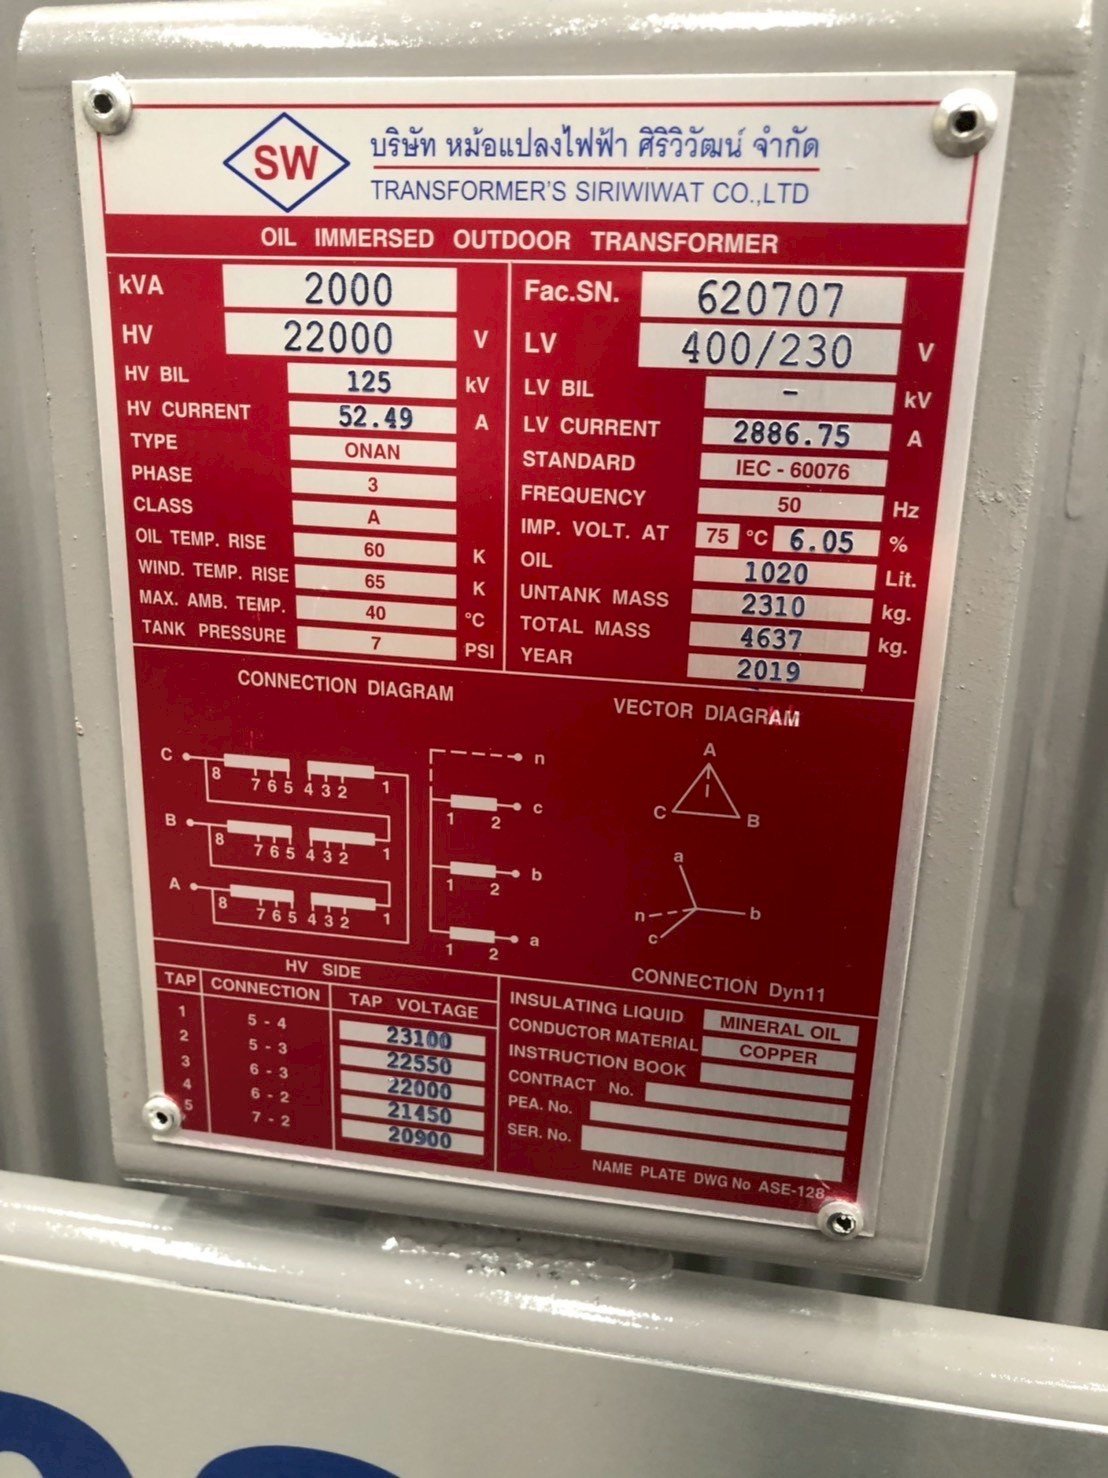 SW
บริษัท หม้อแปลงไฟฟ้า ศิริวิวัฒน์ จำกัด
TRANSFORMER'S SIRIWIWAT CO.,LTD
OIL IMMERSED OUTDOOR TRANSFORMER
kVA 2000
HV 22000 V
HV BIL 125 kV
HV CURRENT 52.49 A
TYPE ONAN
PHASE 3
CLASS A
OIL TEMP. RISE 60 K
WIND. TEMP. RISE 65 K
MAX. AMB. TEMP. 40 °C
TANK PRESSURE 7 PSI
Fac.SN. 620707
LV 400/230 V
LV BIL - kV
LV CURRENT 2886.75 A
STANDARD IEC - 60076
FREQUENCY 50 Hz
IMP. VOLT. AT 75 °C 6.05 %
OIL 1020 Lit.
UNTANK MASS 2310 kg.
TOTAL MASS 4637 kg.
YEAR 2019
CONNECTION DIAGRAM
C 8 7 6 5 4 3 2 1
B 8 7 6 5 4 3 2 1
A 8 7 6 5 4 3 2 1
n
1 2 c
1 2 b
1 2 a
VECTOR DIAGRAM
A
I
C B
a
n b
c
CONNECTION Dyn11
HV SIDE
TAP CONNECTION TAP VOLTAGE
1 5 - 4 23100
2 5 - 3 22550
3 6 - 3 22000
4 6 - 2 21450
5 7 - 2 20900
INSULATING LIQUID MINERAL OIL
CONDUCTOR MATERIAL COPPER
INSTRUCTION BOOK
CONTRACT No.
PEA. No.
SER. No.
NAME PLATE DWG No ASE-128